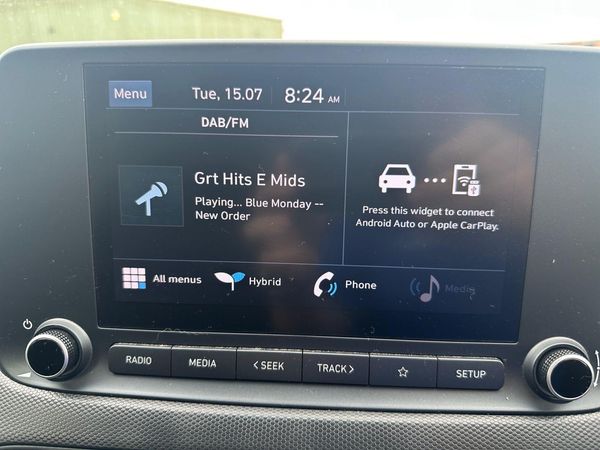 Menu
Tue, 15.07
8:24 AM
DAB/FM
Grt Hits E Mids
Playing... Blue Monday --
New Order
Press this widget to connect
Android Auto or Apple CarPlay.
All menus
Hybrid
Phone
Media
RADIO
MEDIA
< SEEK
TRACK >
SETUP